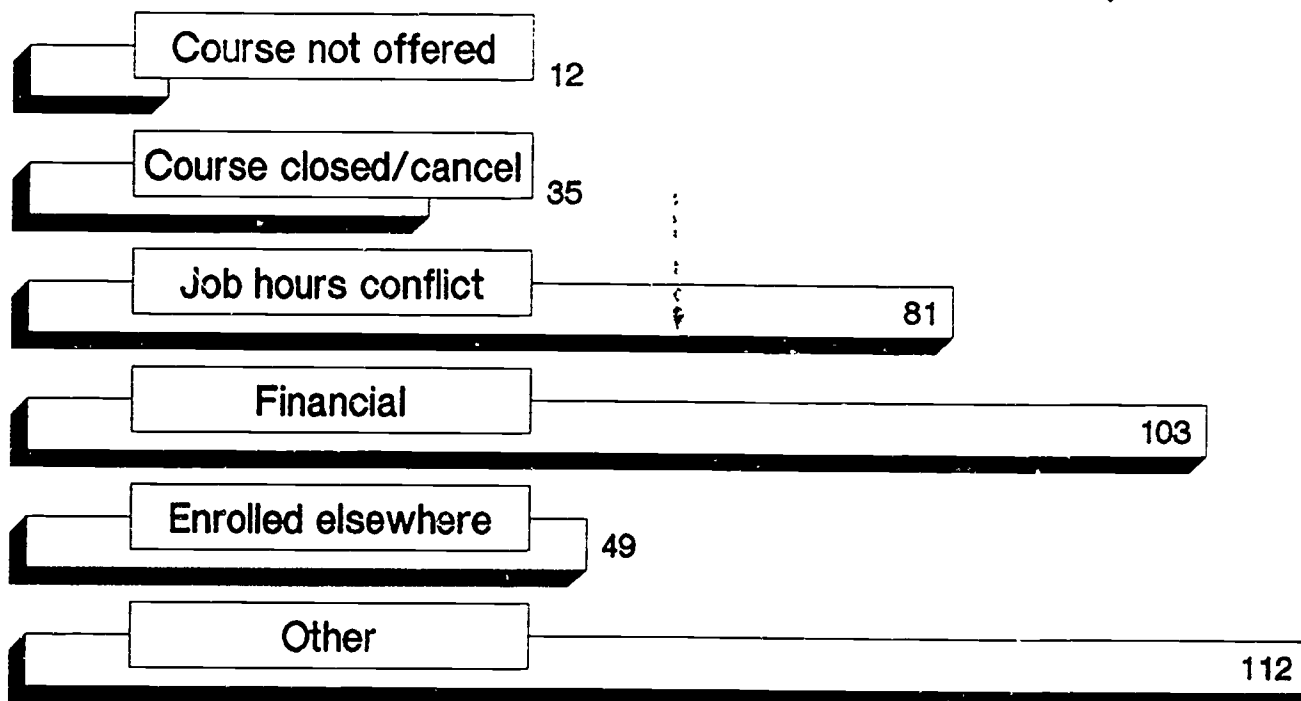 Course not offered
12
Course closed/cancel
35
Job hours conflict
81
Financial
103
Enrolled elsewhere
49
Other
112